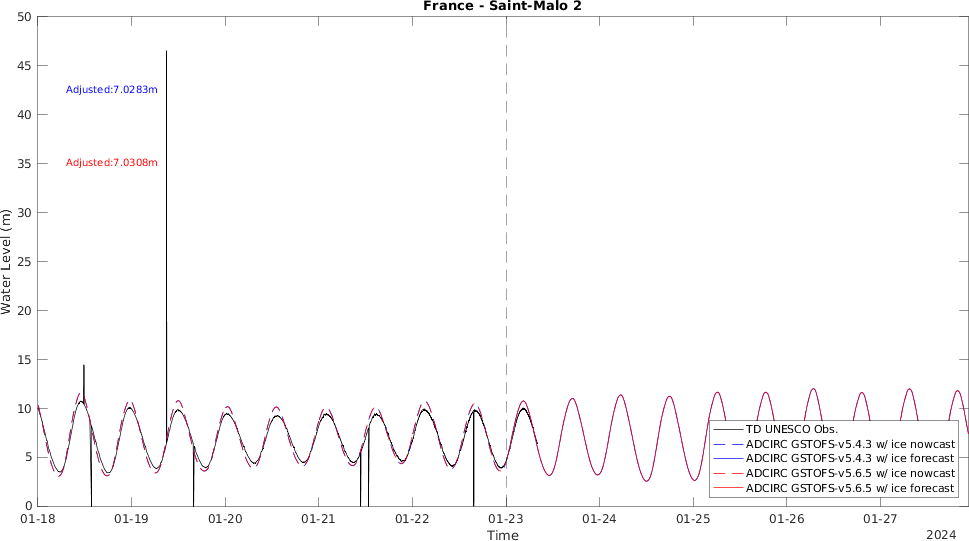 France - Saint-Malo 2
50
45
40
35
30
25
20
15
10
5
0
Water Level (m)
Adjusted:7.0283m
Adjusted:7.0308m
TD UNESCO Obs.
ADCIRC GSTOFS-v5.4.3 w/ ice nowcast
ADCIRC GSTOFS-v5.4.3 w/ ice forecast
ADCIRC GSTOFS-v5.6.5 w/ ice nowcast
ADCIRC GSTOFS-v5.6.5 w/ ice forecast
01-18 01-19 01-20 01-21 01-22 01-23 01-24 01-25 01-26 01-27
Time
2024